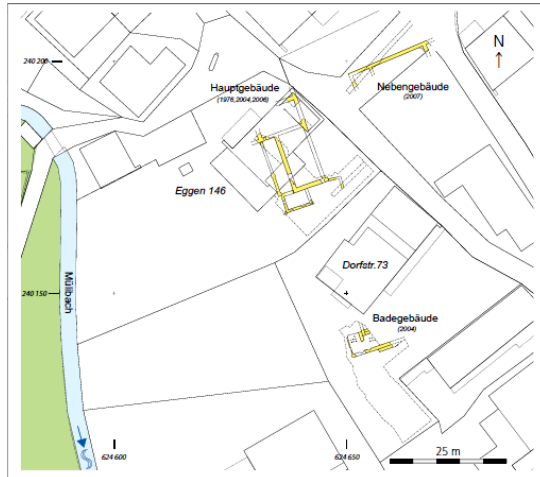 240 200
N
Hauptgebäude
(1976,2004,2006)
Nebengebäude
(2007)
Eggen 146
Dorfstr.73
Mülibach
240 150
Badegebäude
(2004)
624 600
624 650
25 m